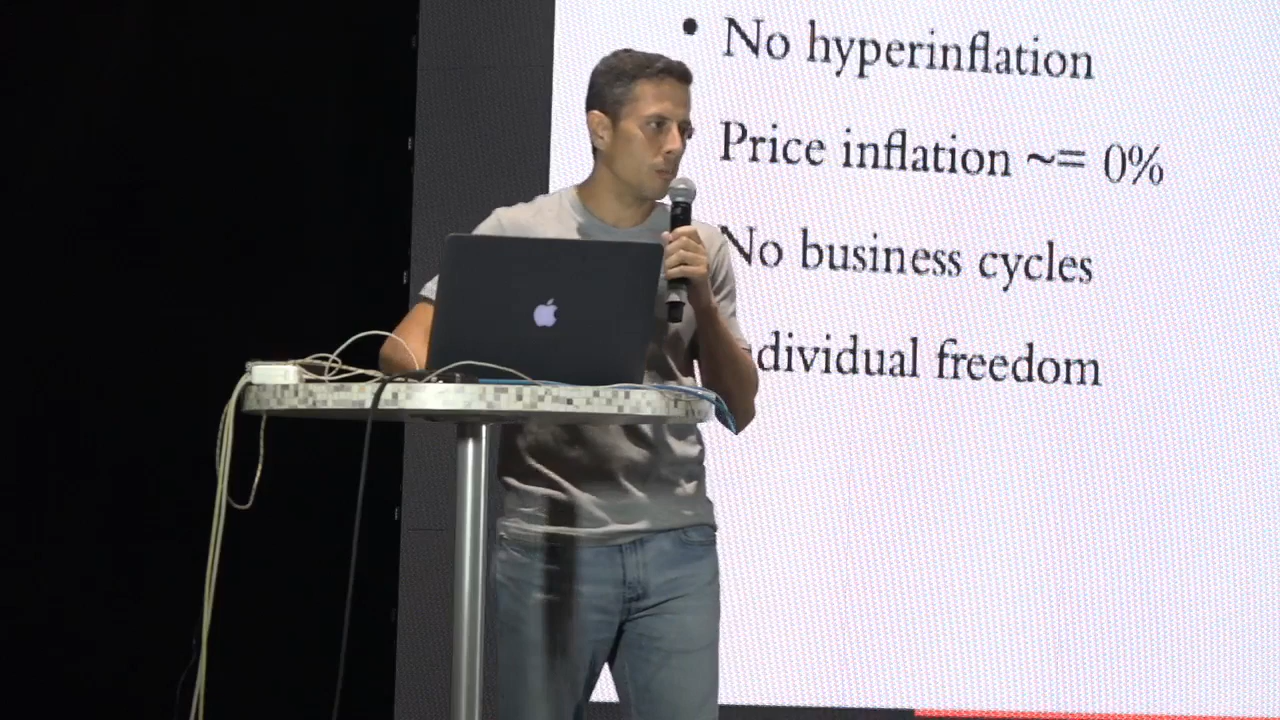 • No hyperinflation
Price inflation ~= 0%
No business cycles
dividual freedom